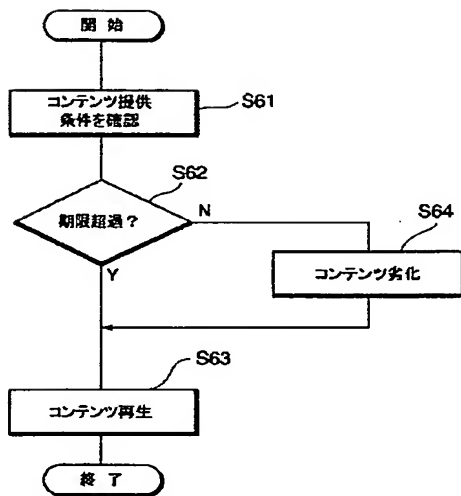 開始
コンテンツ提供
条件を確認
S61
S62
期限超過？
N
S64
コンテンツ劣化
Y
S63
コンテンツ再生
終了